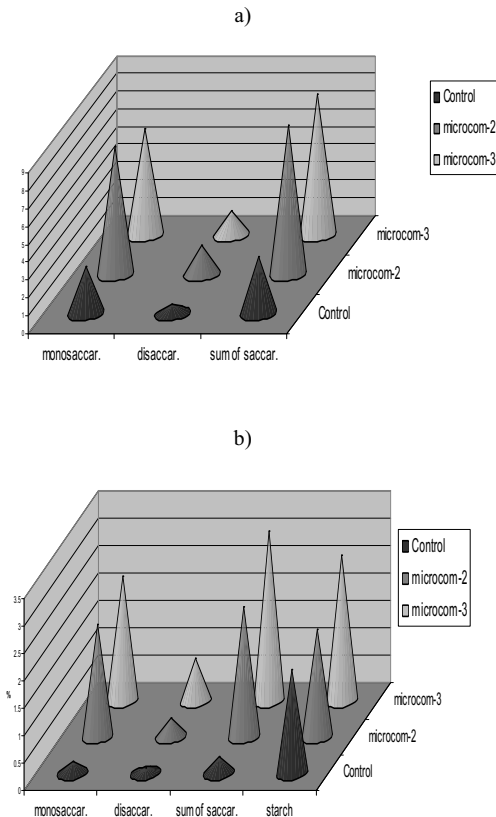 a)
Control
microcom-2
microcom-3
9
8
7
6
5
4
3
2
1
0
microcom-3
microcom-2
Control
monosaccar. disaccar. sum of saccar.
b)
Control
microcom-2
microcom-3
3.5
3
2.5
2
1.5
1
0.5
0
microcom-3
microcom-2
Control
monosaccar. disaccar. sum of saccar. starch